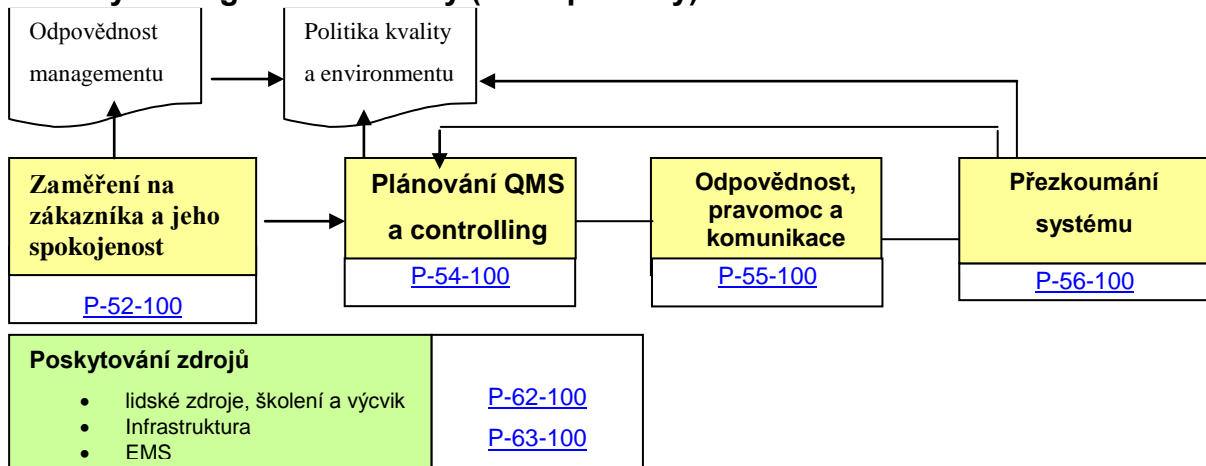 Odpovědnost
managementu
Politika kvality
a environmentu
Zaměření na
zákazníka a jeho
spokojenost
P-52-100
Plánování QMS
a controlling
P-54-100
Odpovědnost,
pravomoc a
komunikace
P-55-100
Přezkoumání
systému
P-56-100
Poskytování zdrojů
• lidské zdroje, školení a výcvik
• Infrastruktura
• EMS
P-62-100
P-63-100